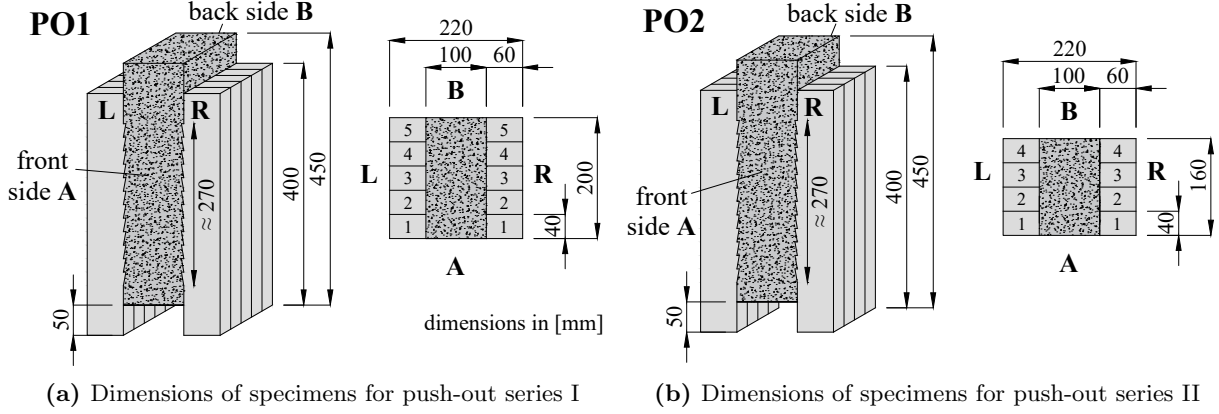 PO1
back side B
L
R
front
side A
≈ 270
400
450
50
220
100
60
B
5
5
4
4
L
3
3
R
2
2
1
1
200
40
A
dimensions in [mm]
(a) Dimensions of specimens for push-out series I
PO2
back side B
L
R
front
side A
≈ 270
400
450
50
220
100
60
B
4
4
L
3
3
R
2
2
1
1
160
40
A
(b) Dimensions of specimens for push-out series II